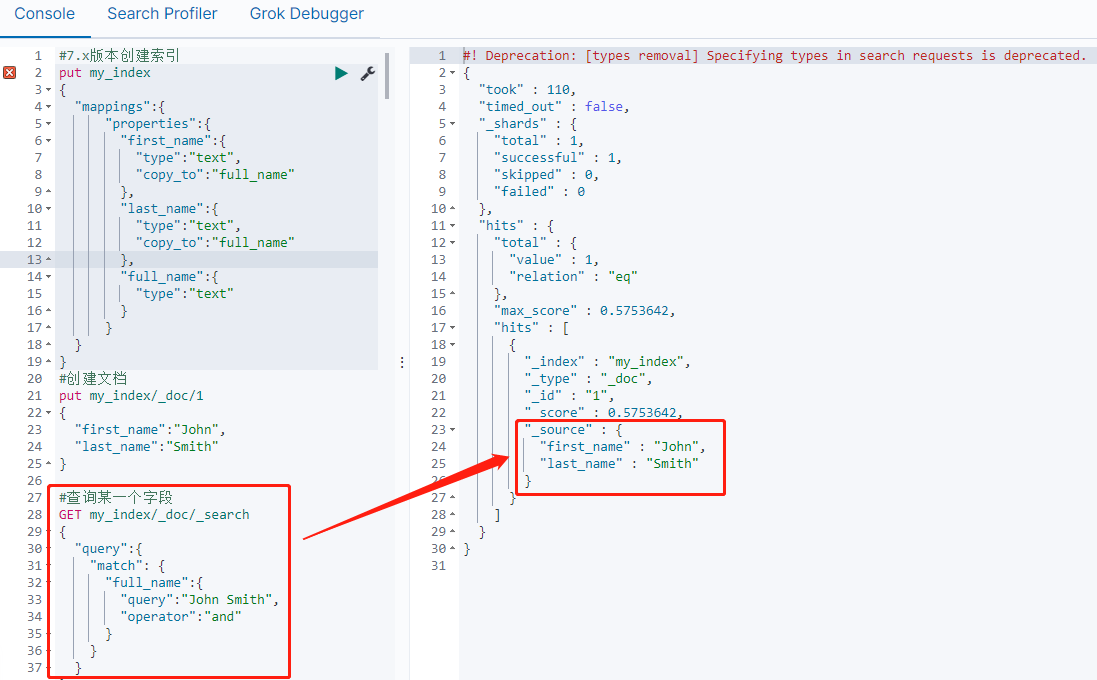 Console Search Profiler Grok Debugger
1 #7.x版本创建索引
2 put my_index
3 {
4 "mappings":{
5 "properties":{
6 "first_name":{
7 "type":"text",
8 "copy_to":"full_name"
9 },
10 "last_name":{
11 "type":"text",
12 "copy_to":"full_name"
13 },
14 "full_name":{
15 "type":"text"
16 }
17 }
18 }
19 }
20 #创建文档
21 put my_index/_doc/1
22 {
23 "first_name":"John",
24 "last_name":"Smith"
25 }
26
27 #查询某一个字段
28 GET my_index/_doc/_search
29 {
30 "query":{
31 "match": {
32 "full_name":{
33 "query":"John Smith",
34 "operator":"and"
35 }
36 }
37 }
1 #! Deprecation: [types removal] Specifying types in search requests is deprecated.
2 {
3 "took" : 110,
4 "timed_out" : false,
5 "_shards" : {
6 "total" : 1,
7 "successful" : 1,
8 "skipped" : 0,
9 "failed" : 0
10 },
11 "hits" : {
12 "total" : {
13 "value" : 1,
14 "relation" : "eq"
15 },
16 "max_score" : 0.5753642,
17 "hits" : [
18 {
19 "_index" : "my_index",
20 "_type" : "_doc",
21 "_id" : "1",
22 "_score" : 0.5753642,
23 "_source" : {
24 "first_name" : "John",
25 "last_name" : "Smith"
26 }
27 }
28 ]
29 }
30 }
31